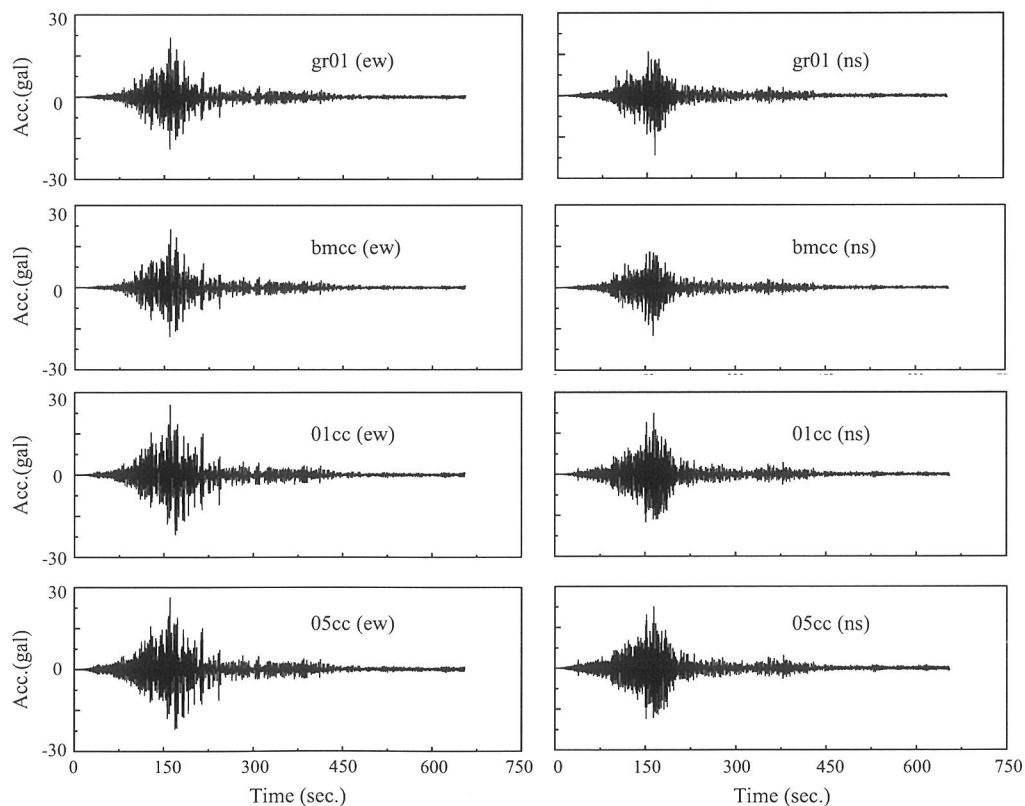 30
Acc.(gal)
0
-30
gr01 (ew)
gr01 (ns)
30
Acc.(gal)
0
-30
bmcc (ew)
bmcc (ns)
30
Acc.(gal)
0
-30
01cc (ew)
01cc (ns)
30
Acc.(gal)
0
-30
05cc (ew)
05cc (ns)
0 150 300 450 600 750
0 150 300 450 600 750
Time (sec.)
Time (sec.)